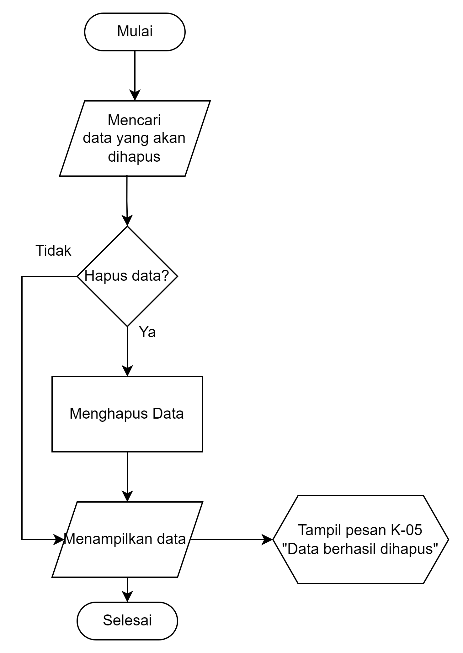 Mulai
Mencari
data yang akan
dihapus
Tidak
Hapus data?
Ya
Menghapus Data
Menampilkan data
Tampil pesan K-05
"Data berhasil dihapus"
Selesai